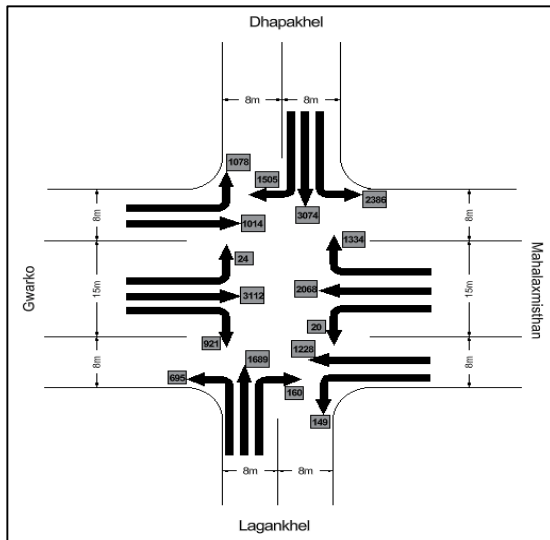 Dhapakhel
8m
8m
1078
1505
2386
3074
8m
1014
1334
8m
24
Gwarko
15m
3112
2068
15m
Mahalaxmisthan
20
921
1228
1689
8m
695
160
8m
149
8m
8m
Lagankhel